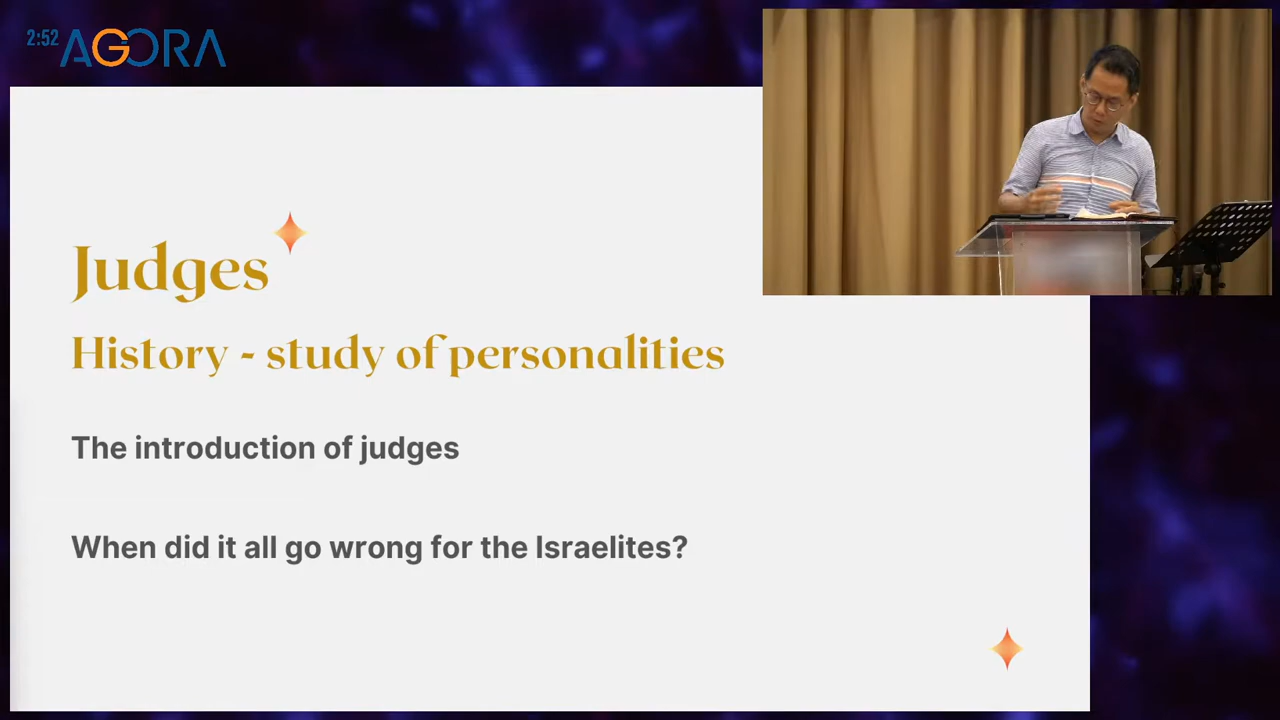 2:52 AGORA
Judges
History - study of personalities
The introduction of judges
When did it all go wrong for the Israelites?